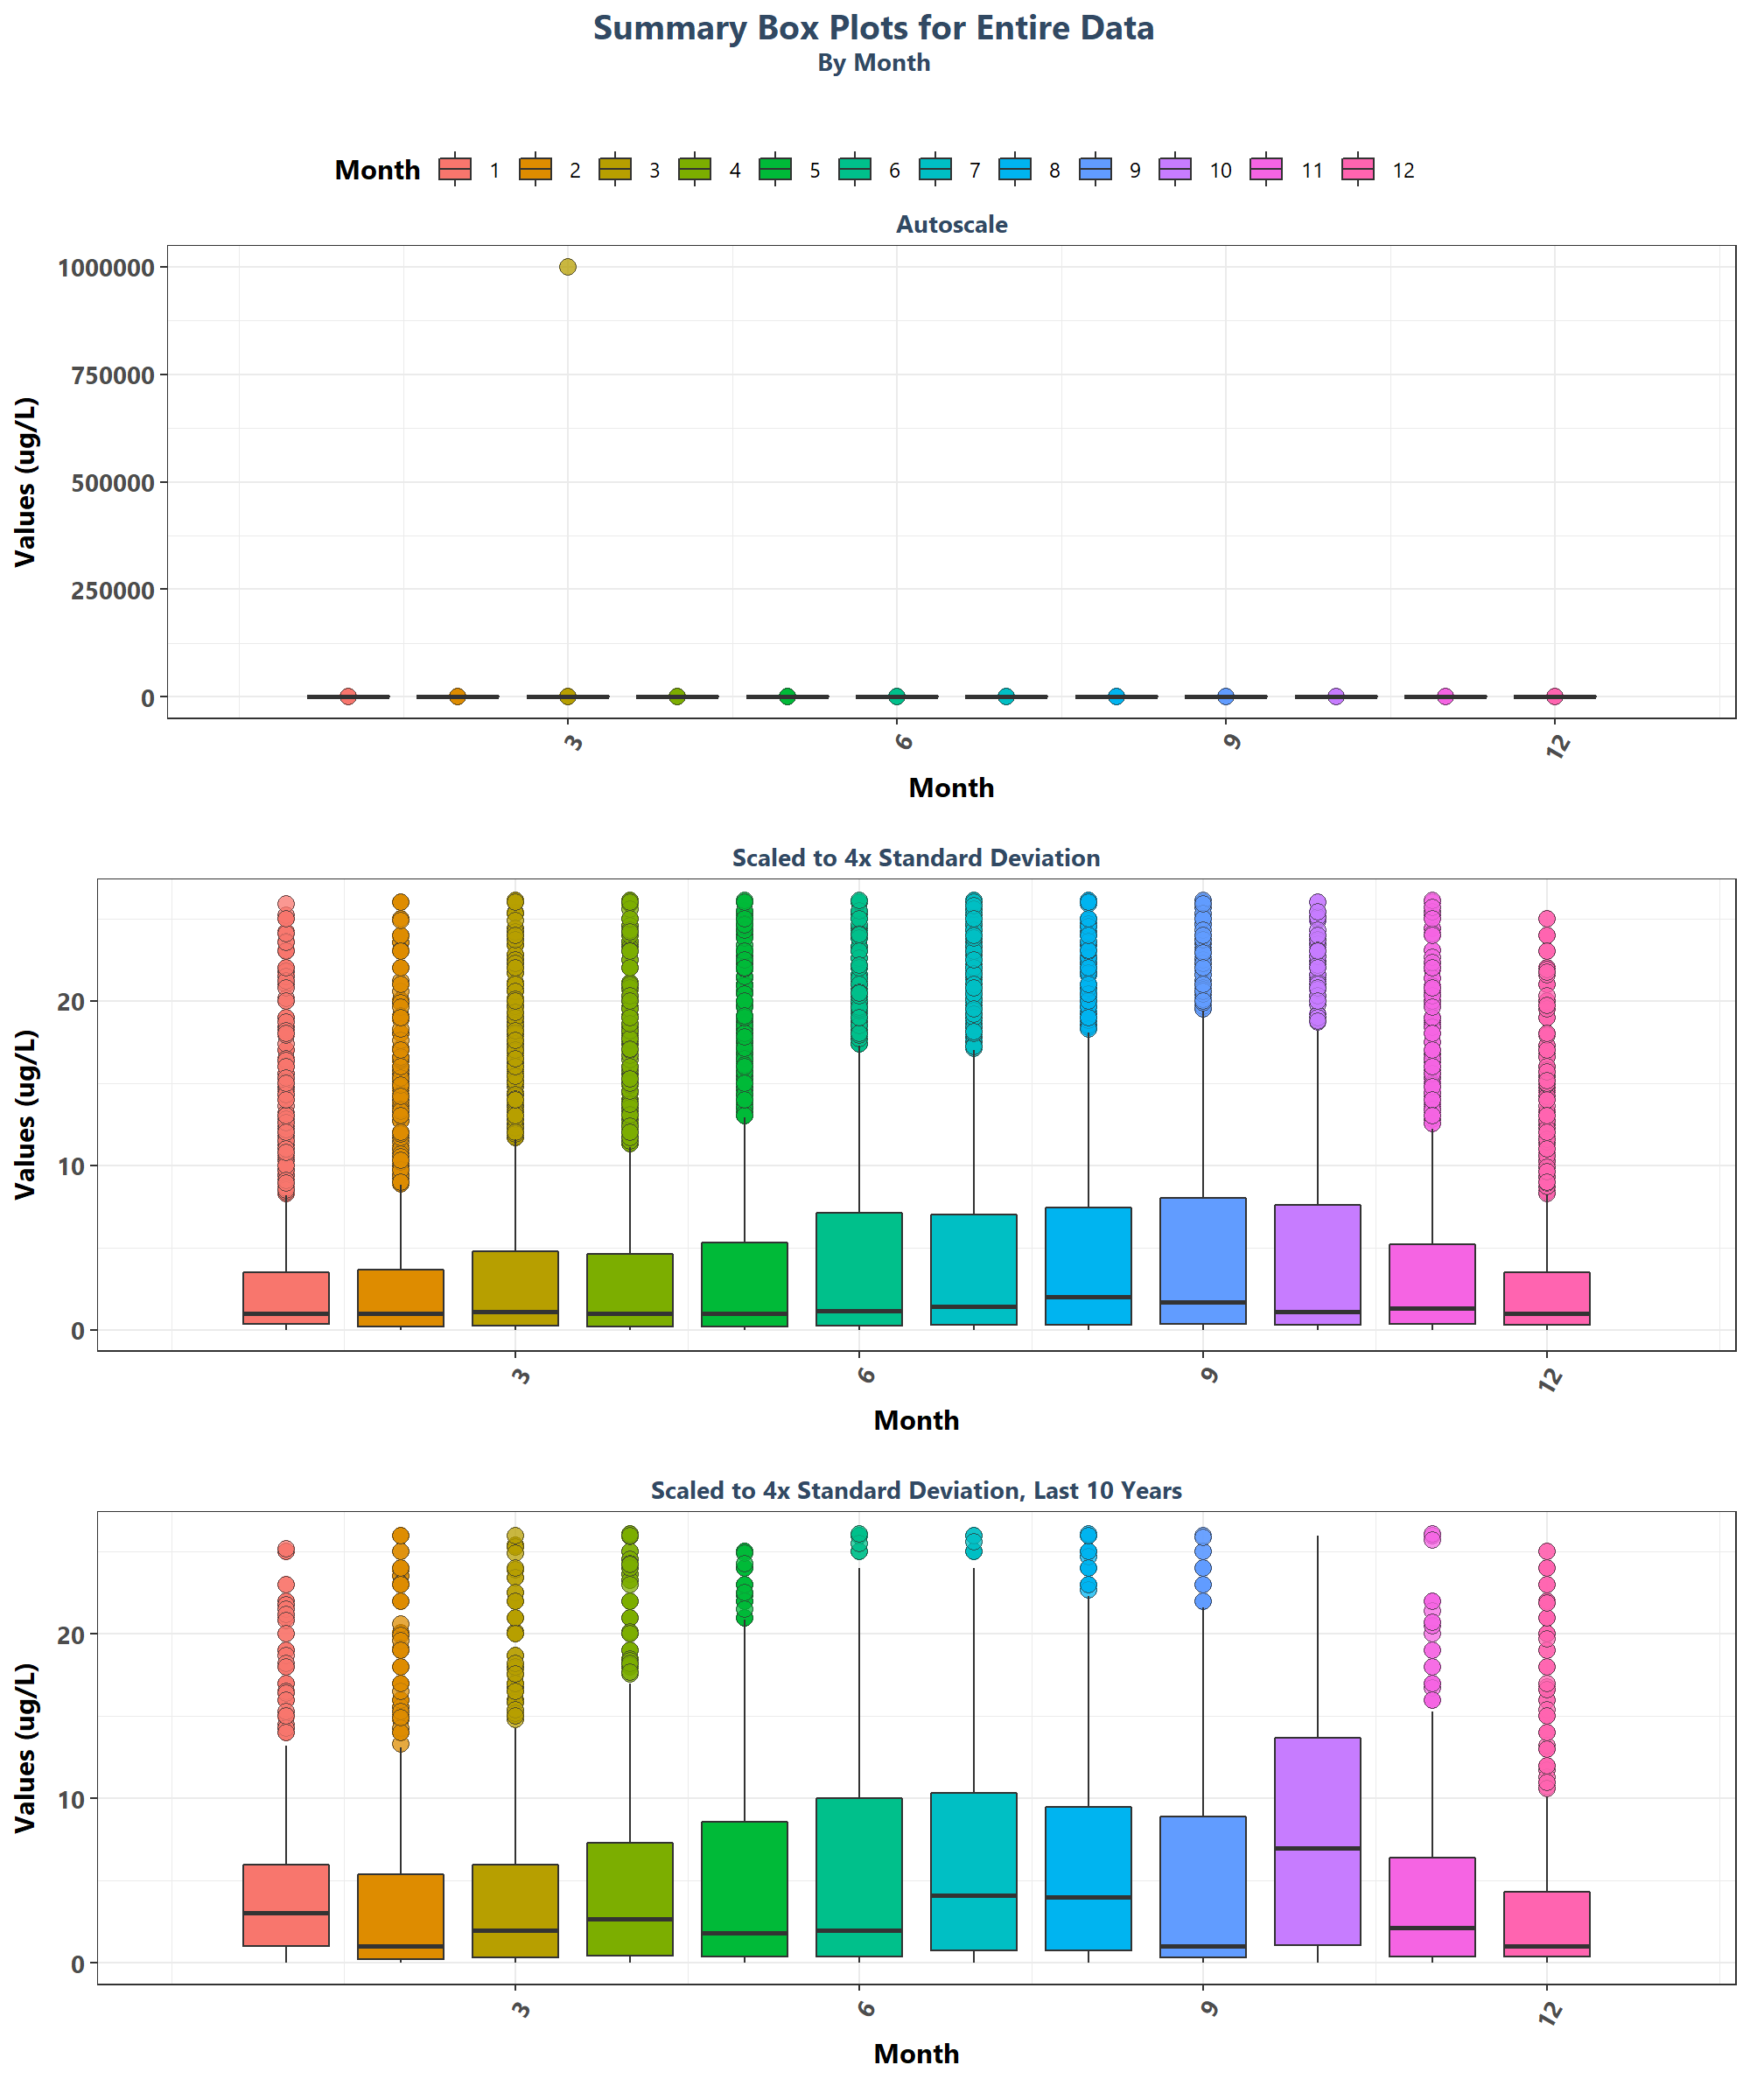 Summary Box Plots for Entire Data
By Month
Month 1 2 3 4 5 6 7 8 9 10 11 12
Autoscale
Values (ug/L)
1000000
750000
500000
250000
0
3 6 9 12
Month
Scaled to 4x Standard Deviation
Values (ug/L)
20
10
0
3 6 9 12
Month
Scaled to 4x Standard Deviation, Last 10 Years
Values (ug/L)
20
10
0
3 6 9 12
Month